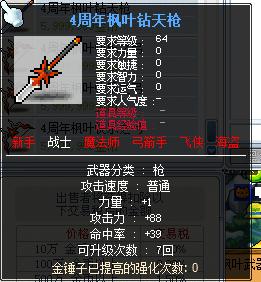 4周年枫叶钻天枪
要求等级: 64
要求力量: -
要求敏捷: -
要求智力: -
要求运气: -
要求人气度: -
道具等级
道具经验值
新手 战士 魔法师 弓箭手 飞侠 海盗
武器分类 : 枪
攻击速度 : 普通
力量 : +1
攻击力 : +88
命中率 : +39
可升级次数 : 7回
金锤子已提高的强化次数: 0